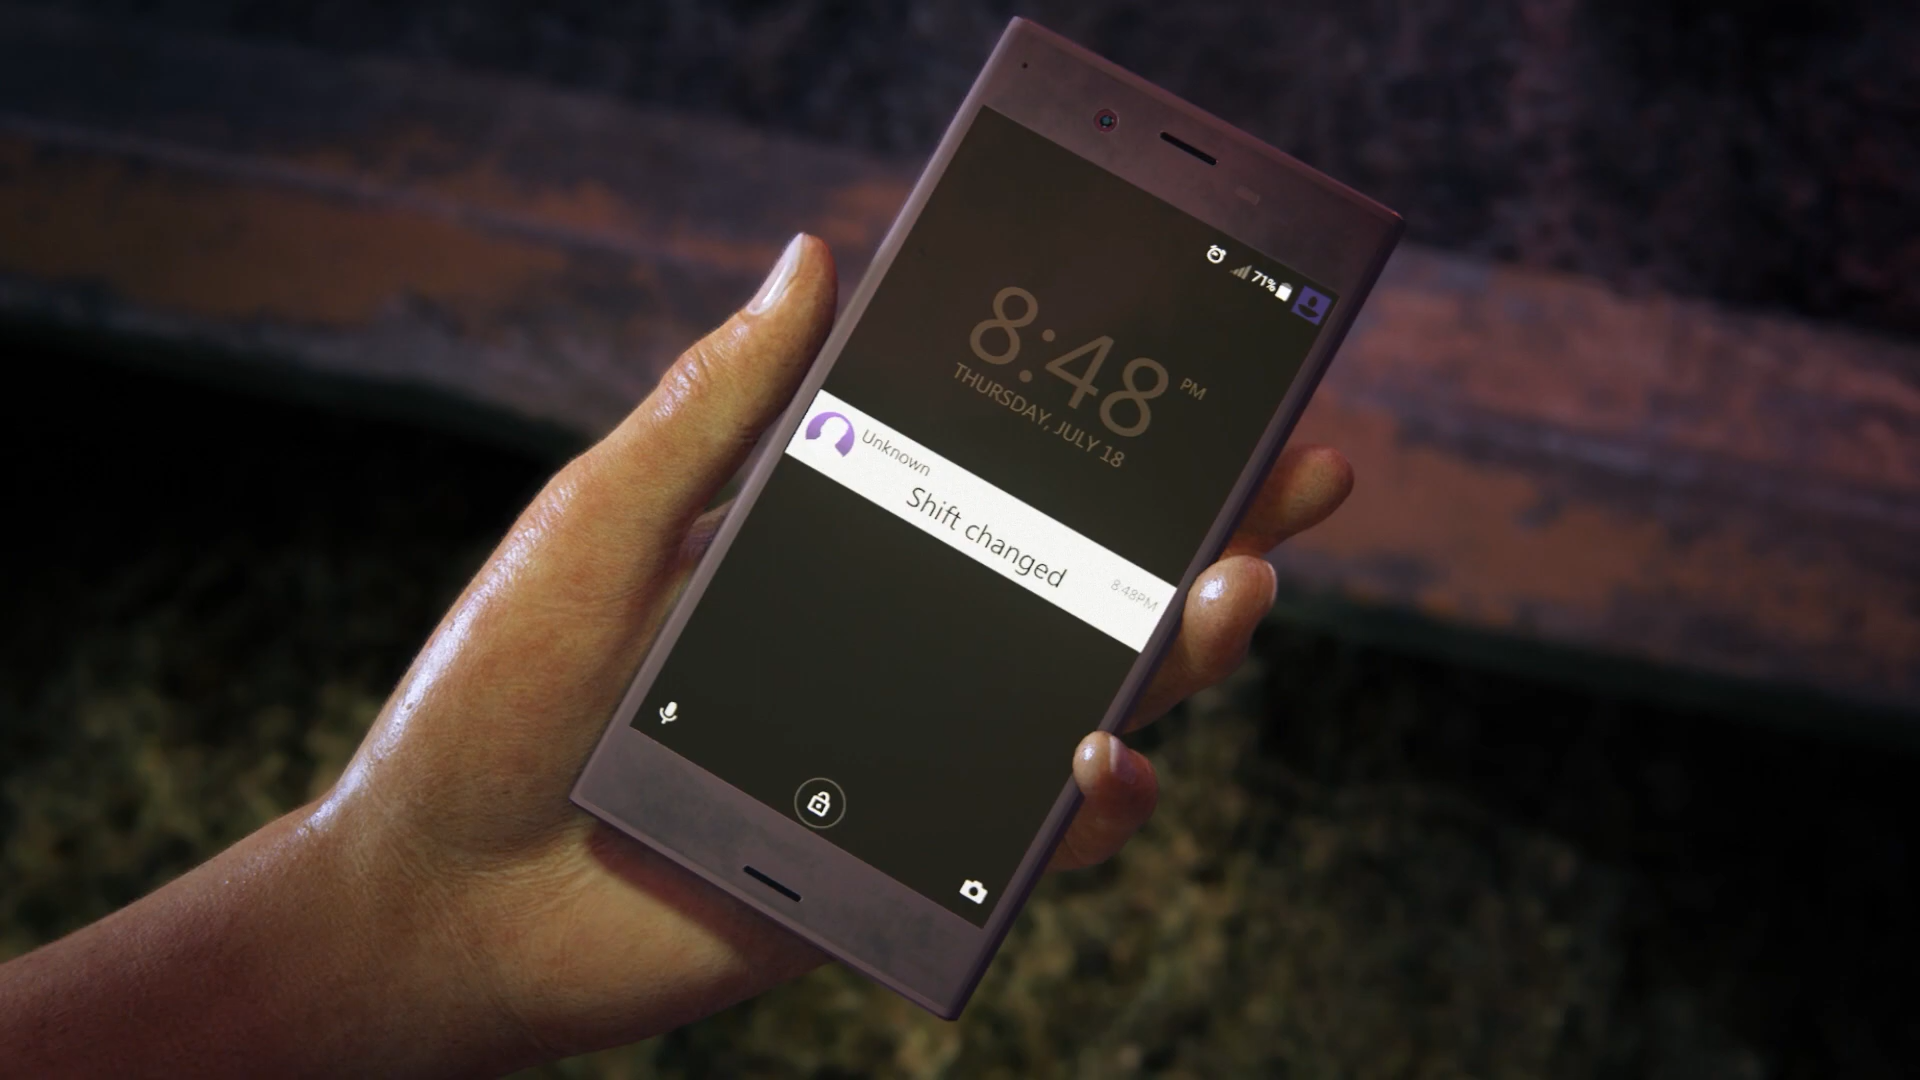 71%
8:48 PM
THURSDAY, JULY 18
Unknown
Shift changed
8:48PM